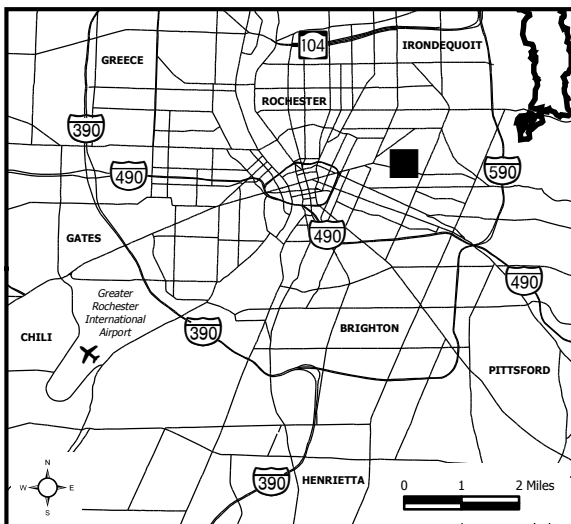 104
IRONDEQUOIT
GREECE
ROCHESTER
390
490
590
GATES
490
490
Greater
Rochester
International
Airport
390
BRIGHTON
CHILI
PITTSFORD
N
W
E
S
390
HENRIETTA
0
1
2 Miles